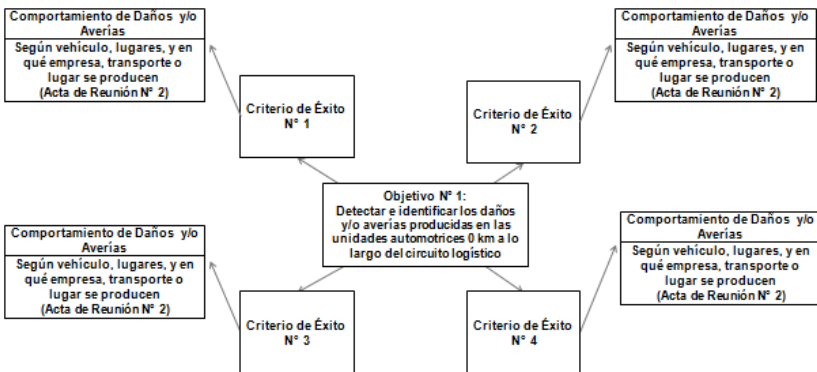 Comportamiento de Daños y/o
Averías
Según vehículo, lugares, y en
qué empresa, transporte o
lugar se producen
(Acta de Reunión N° 2)
Comportamiento de Daños y/o
Averías
Según vehículo, lugares, y en
qué empresa, transporte o
lugar se producen
(Acta de Reunión N° 2)
Criterio de Éxito
N° 1
Criterio de Éxito
N° 2
Objetivo N° 1:
Detectar e identificar los daños
y/o averías producidas en las
unidades automotrices 0 km a lo
largo del circuito logístico
Comportamiento de Daños y/o
Averías
Según vehículo, lugares, y en
qué empresa, transporte o
lugar se producen
(Acta de Reunión N° 2)
Comportamiento de Daños y/o
Averías
Según vehículo, lugares, y en
qué empresa, transporte o
lugar se producen
(Acta de Reunión N° 2)
Criterio de Éxito
N° 3
Criterio de Éxito
N° 4